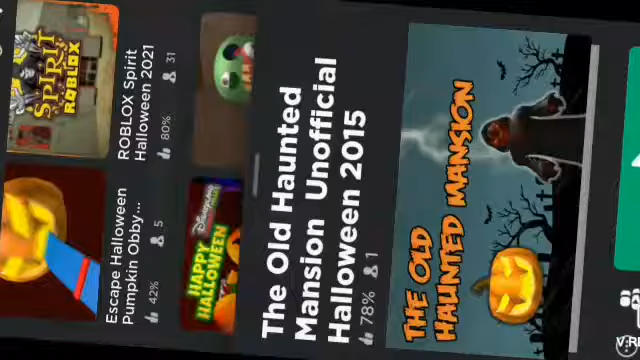 SPIRIT
ROBLOX
ROBLOX Spirit
Halloween 2021
80% 31
Escape Halloween
Pumpkin Obby...
42% 5
HAPPY
HALLOWEEN
The Old Haunted
Mansion Unofficial
Halloween 2015
78% 1
THE OLD
HAUNTED MANSION